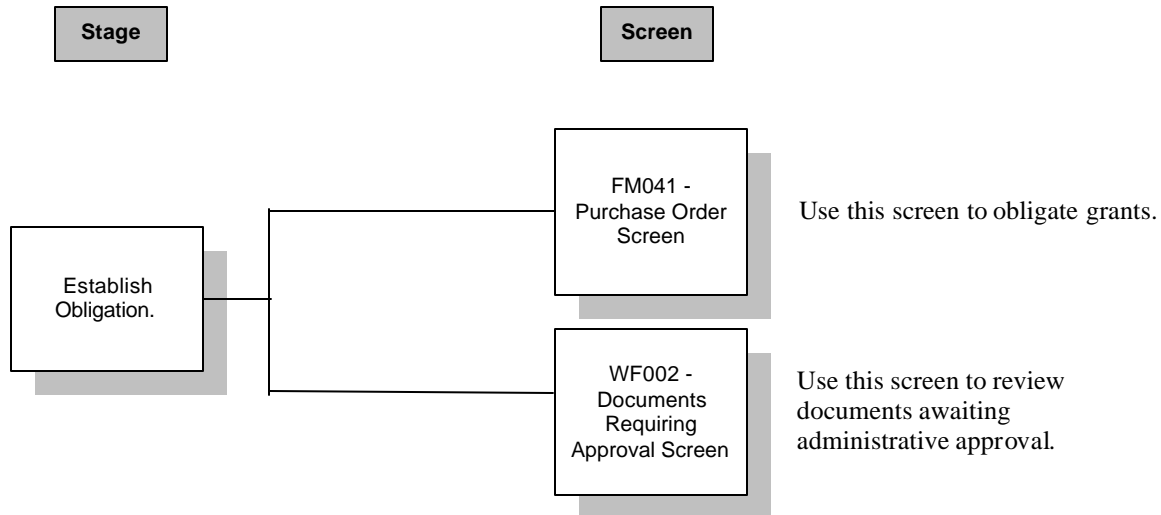 Stage
Screen
FM041 -
Purchase Order
Screen
Use this screen to obligate grants.
Establish
Obligation.
WF002 -
Documents
Requiring
Approval Screen
Use this screen to review
documents awaiting
administrative approval.